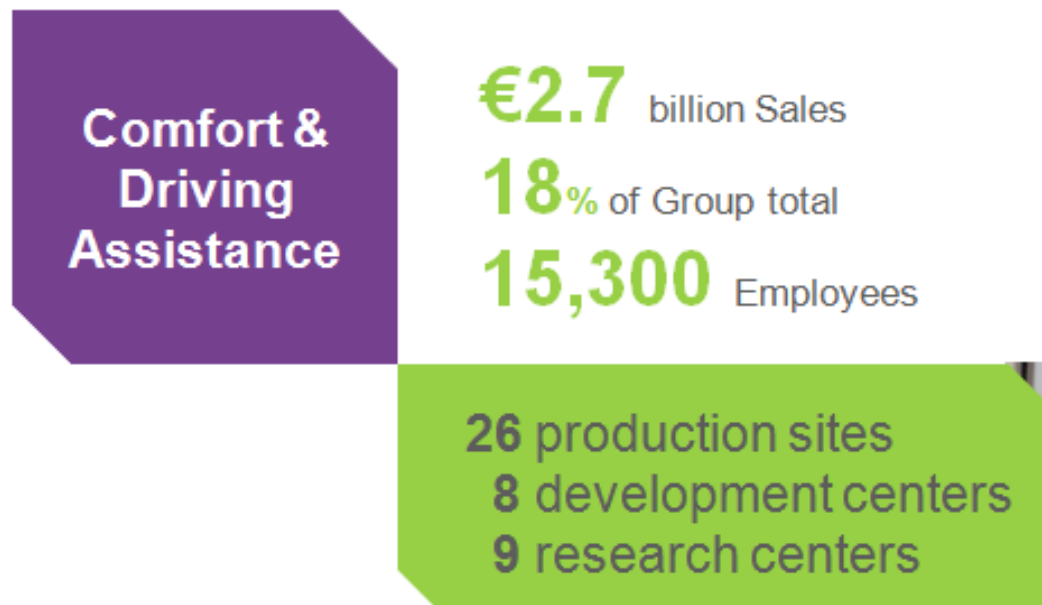 Comfort &
Driving
Assistance
€2.7 billion Sales
18% of Group total
15,300 Employees
26 production sites
8 development centers
9 research centers